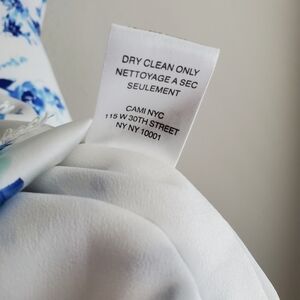 DRY CLEAN ONLY
NETTOYAGE A SEC
SEULEMENT
CAMI NYC
115 W 30TH STREET
NY NY 10001